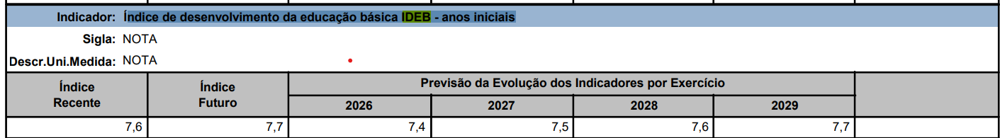 Indicador: Índice de desenvolvimento da educação básica IDEB - anos iniciais
Sigla: NOTA
Descr.Uni.Medida: NOTA
Índice Recente Índice Futuro Previsão da Evolução dos Indicadores por Exercício
2026 2027 2028 2029
7,6 7,7 7,4 7,5 7,6 7,7